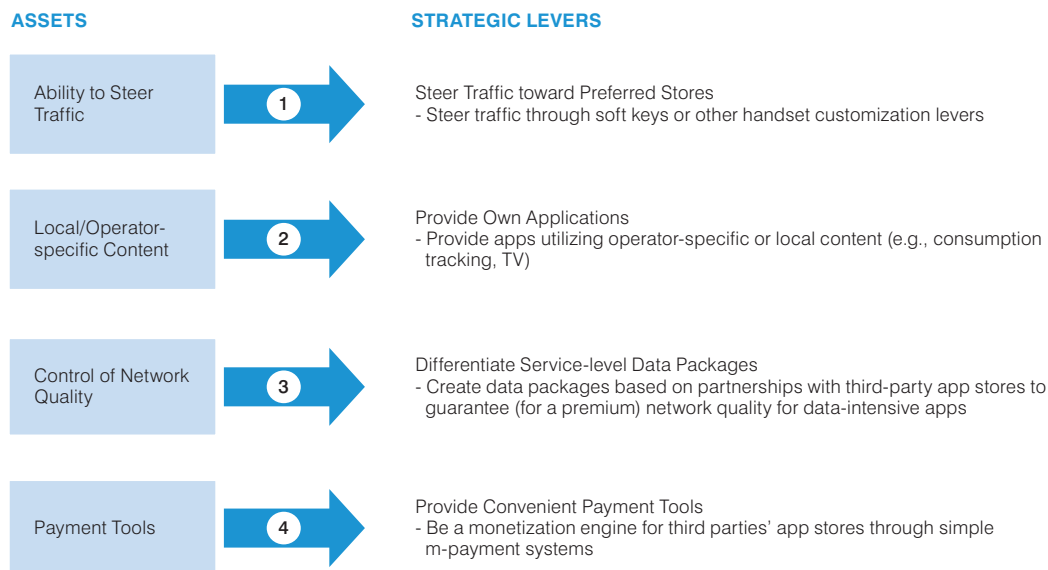 ASSETS
STRATEGIC LEVERS
Ability to Steer
Traffic
1
Steer Traffic toward Preferred Stores
- Steer traffic through soft keys or other handset customization levers
Local/Operator-
specific Content
2
Provide Own Applications
- Provide apps utilizing operator-specific or local content (e.g., consumption
tracking, TV)
Control of Network
Quality
3
Differentiate Service-level Data Packages
- Create data packages based on partnerships with third-party app stores to
guarantee (for a premium) network quality for data-intensive apps
Payment Tools
4
Provide Convenient Payment Tools
- Be a monetization engine for third parties’ app stores through simple
m-payment systems